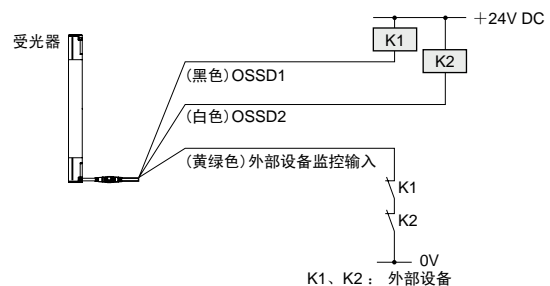 +24V DC
受光器
K1
K2
(黑色)OSSD1
(白色)OSSD2
(黄绿色)外部设备监控输入
K1
K2
0V
K1、K2： 外部设备